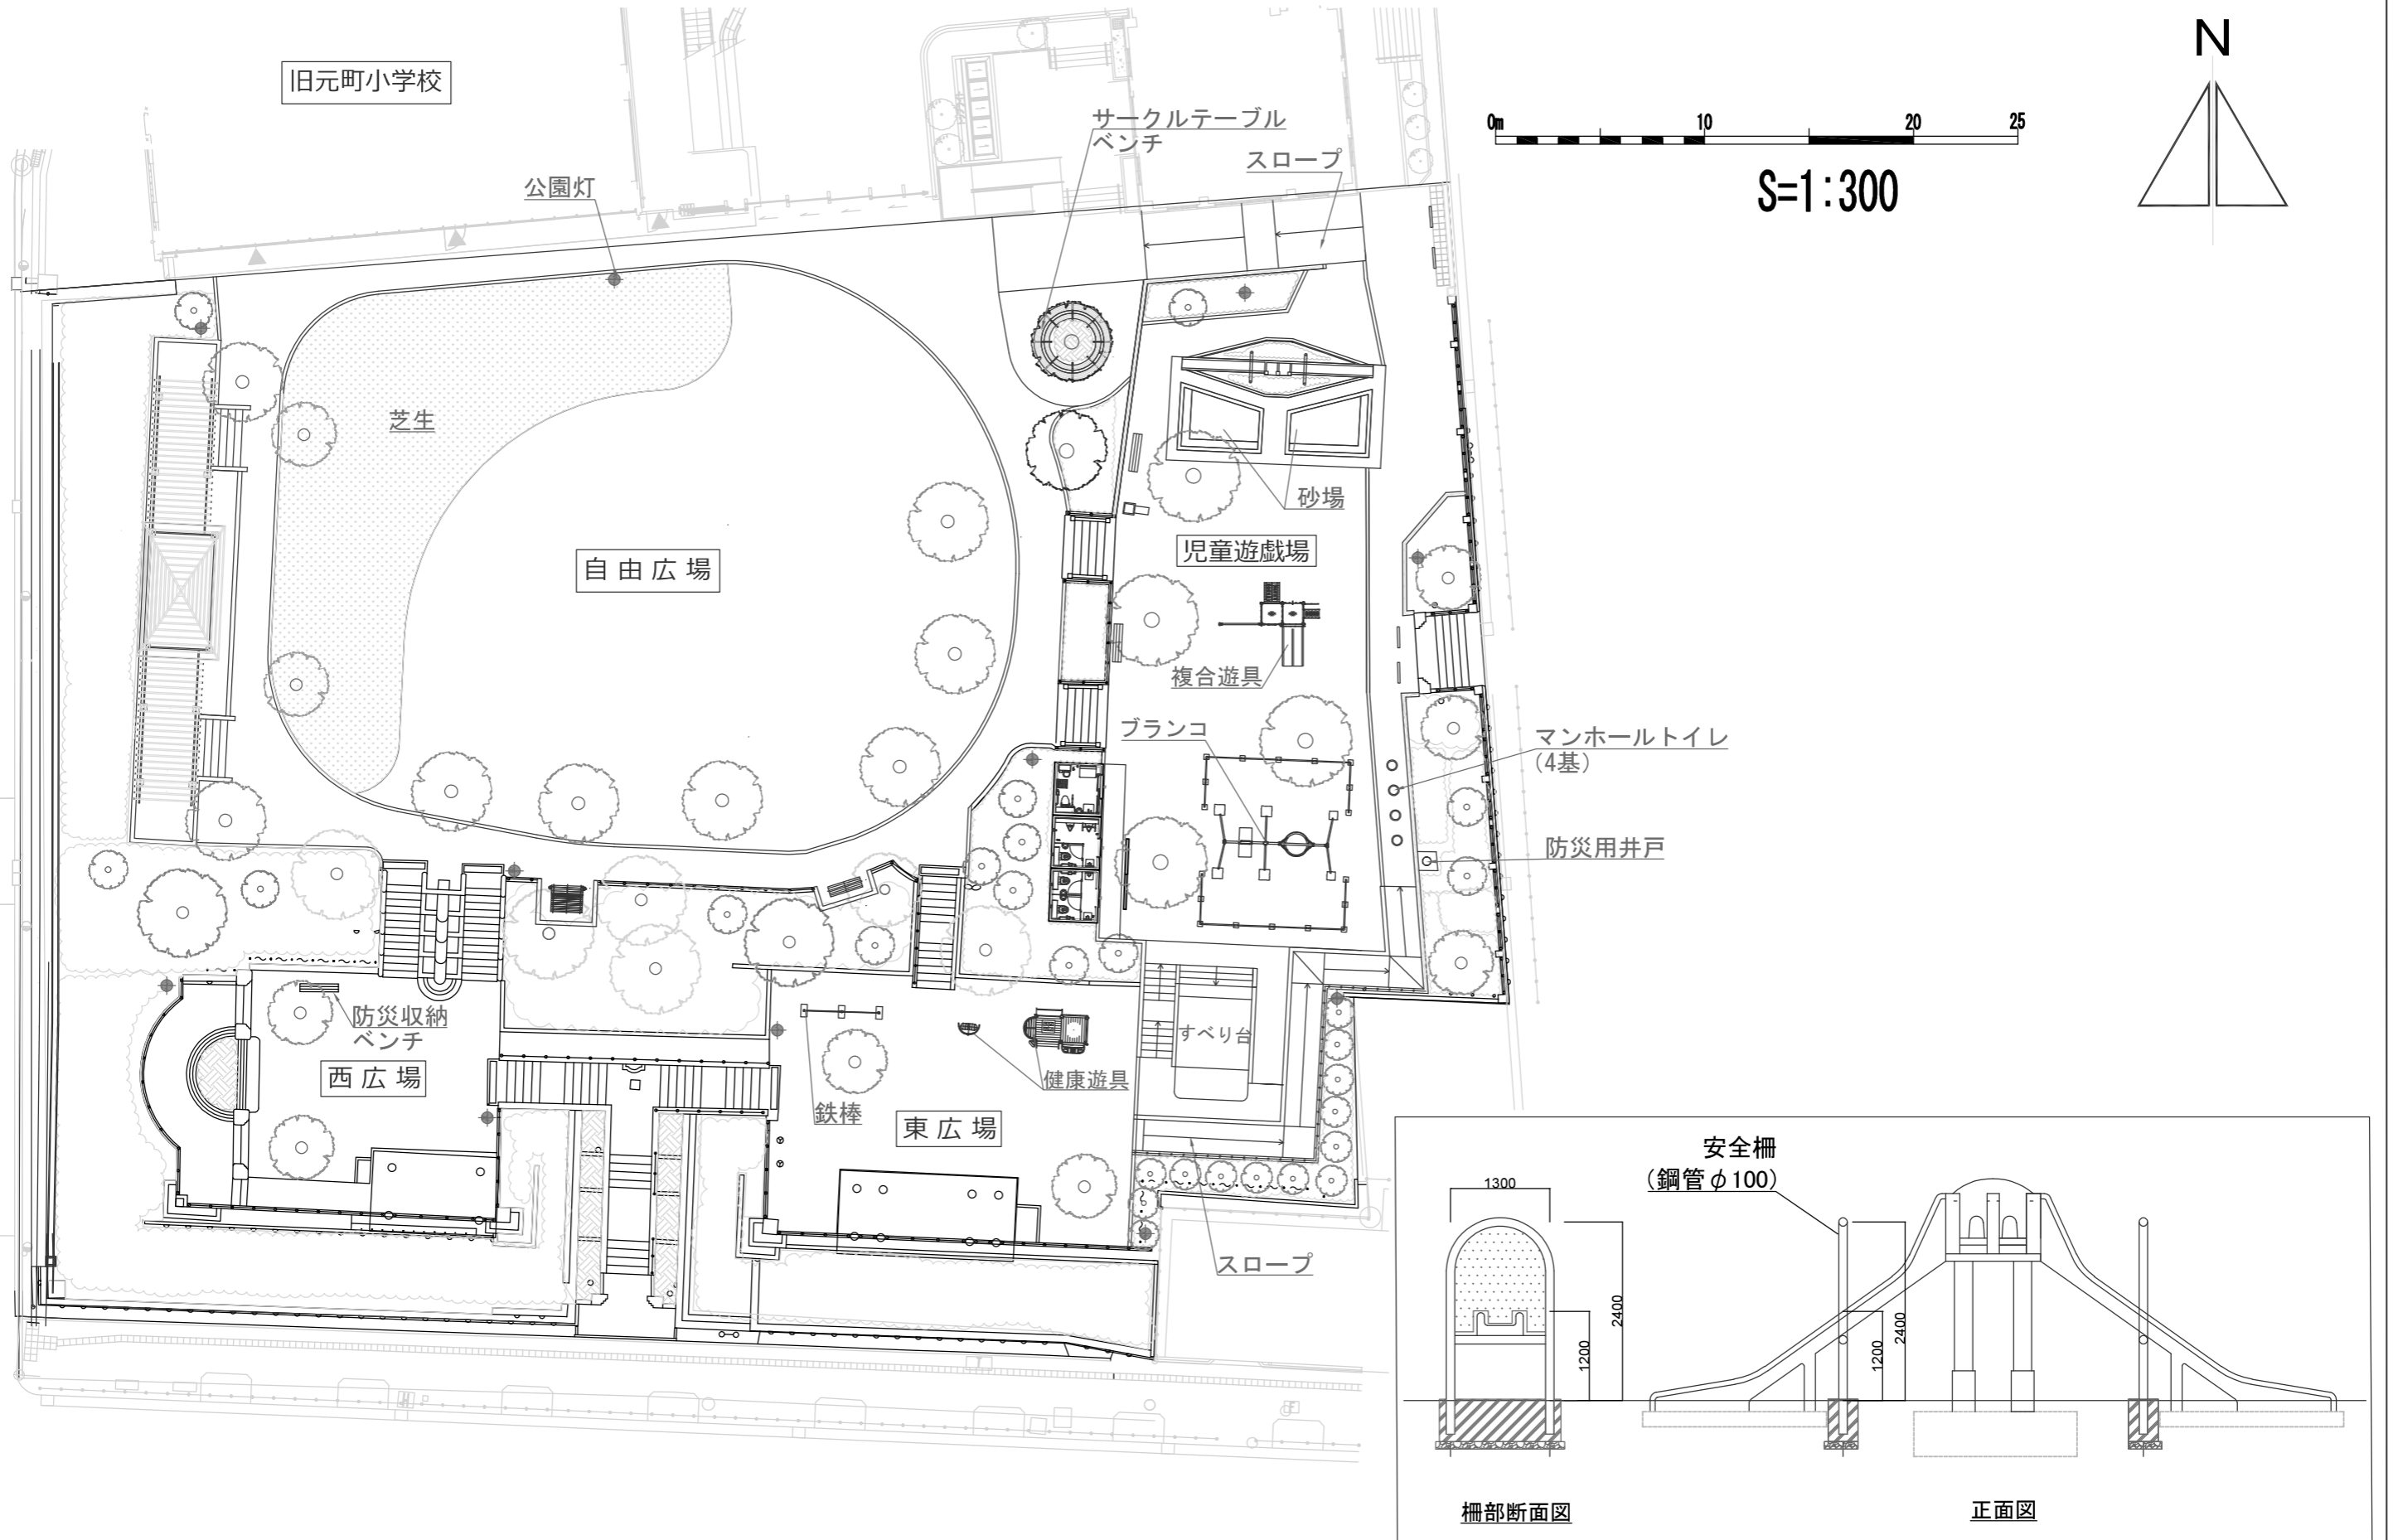 旧元町小学校
N
サークルテーブル
ベンチ
スロープ
0m 10 20 25
S=1:300
公園灯
芝生
自由広場
砂場
児童遊戯場
複合遊具
ブランコ
マンホールトイレ
(4基)
防災用井戸
防災収納
ベンチ
西広場
鉄棒
健康遊具
東広場
すべり台
スロープ
安全柵
(鋼管φ100)
1300
2400
1200
1200
2400
柵部断面図
正面図